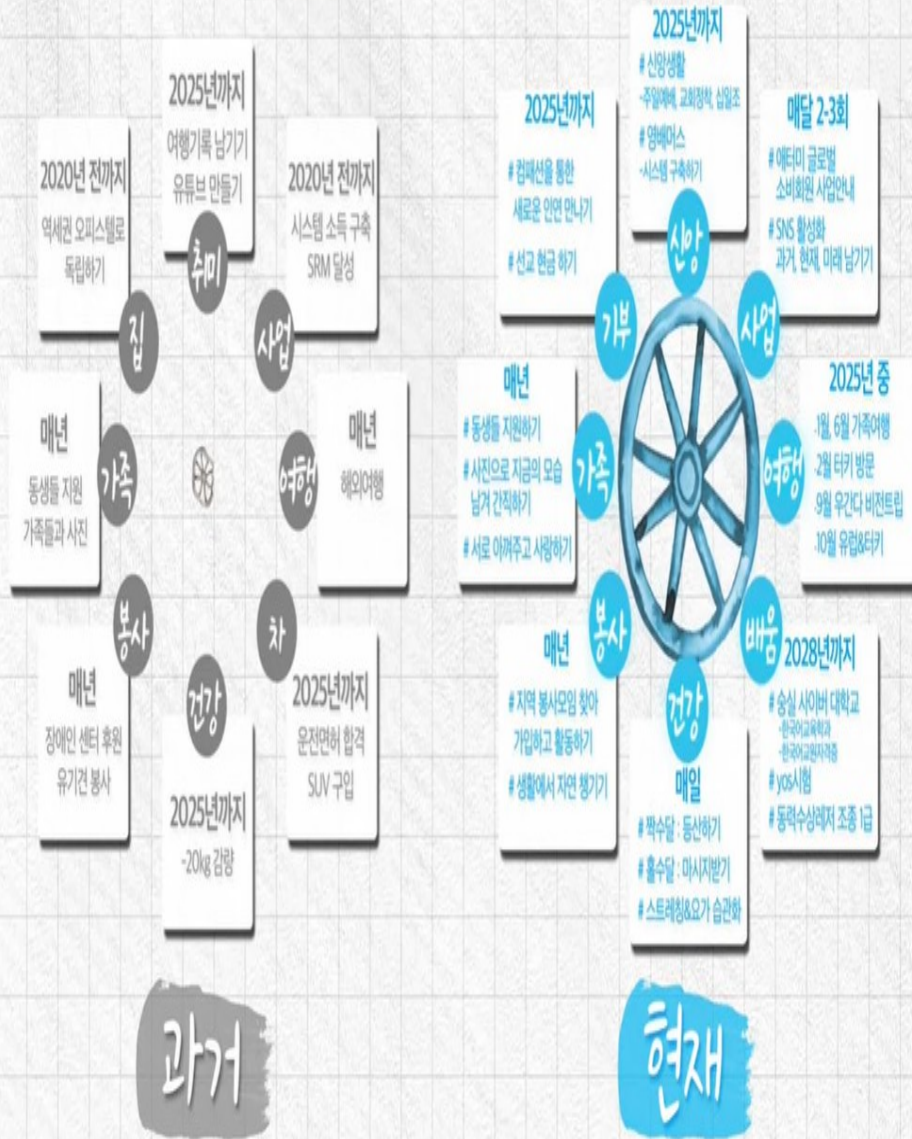 2025년까지
여행기록 남기기
유튜브 만들기
취미
2020년 전까지
시스템 소득 구축
SRM 달성
사업
매년
해외여행
여행
2025년까지
운전면허 합격
SUV 구입
차
건강
2025년까지
-20kg 감량
봉사
매년
장애인 센터 후원
유기견 봉사
가족
매년
동생들 지원
가족들과 사진
집
2020년 전까지
역세권 오피스텔로
독립하기
과거
2025년까지
# 신앙생활
-주일예배, 교회정착, 십일조
# 영배머스
-시스템 구축하기
신앙
매달 2-3회
# 애터미 글로벌
소비회원 사업안내
# SNS 활성화
과거, 현재, 미래 남기기
사업
2025년 중
-1월, 6월 가족여행
-2월 터키 방문
-9월 우간다 비전트립
-10월 유럽&터키
여행
배움
2028년까지
# 숭실 사이버 대학교
-한국어교육학과
-한국어교원자격증
# yos시험
# 동력수상레저 조종 1급
건강
매일
# 짝수달 : 등산하기
# 홀수달 : 마시지받기
# 스트레칭&요가 습관화
봉사
매년
# 지역 봉사모임 찾아
가입하고 활동하기
# 생활에서 자연 챙기기
가족
매년
# 동생들 지원하기
# 사진으로 지금의 모습
남겨 간직하기
# 서로 아껴주고 사랑하기
기부
2025년까지
# 컴패션을 통한
새로운 인연 만나기
# 선교 헌금 하기
현재